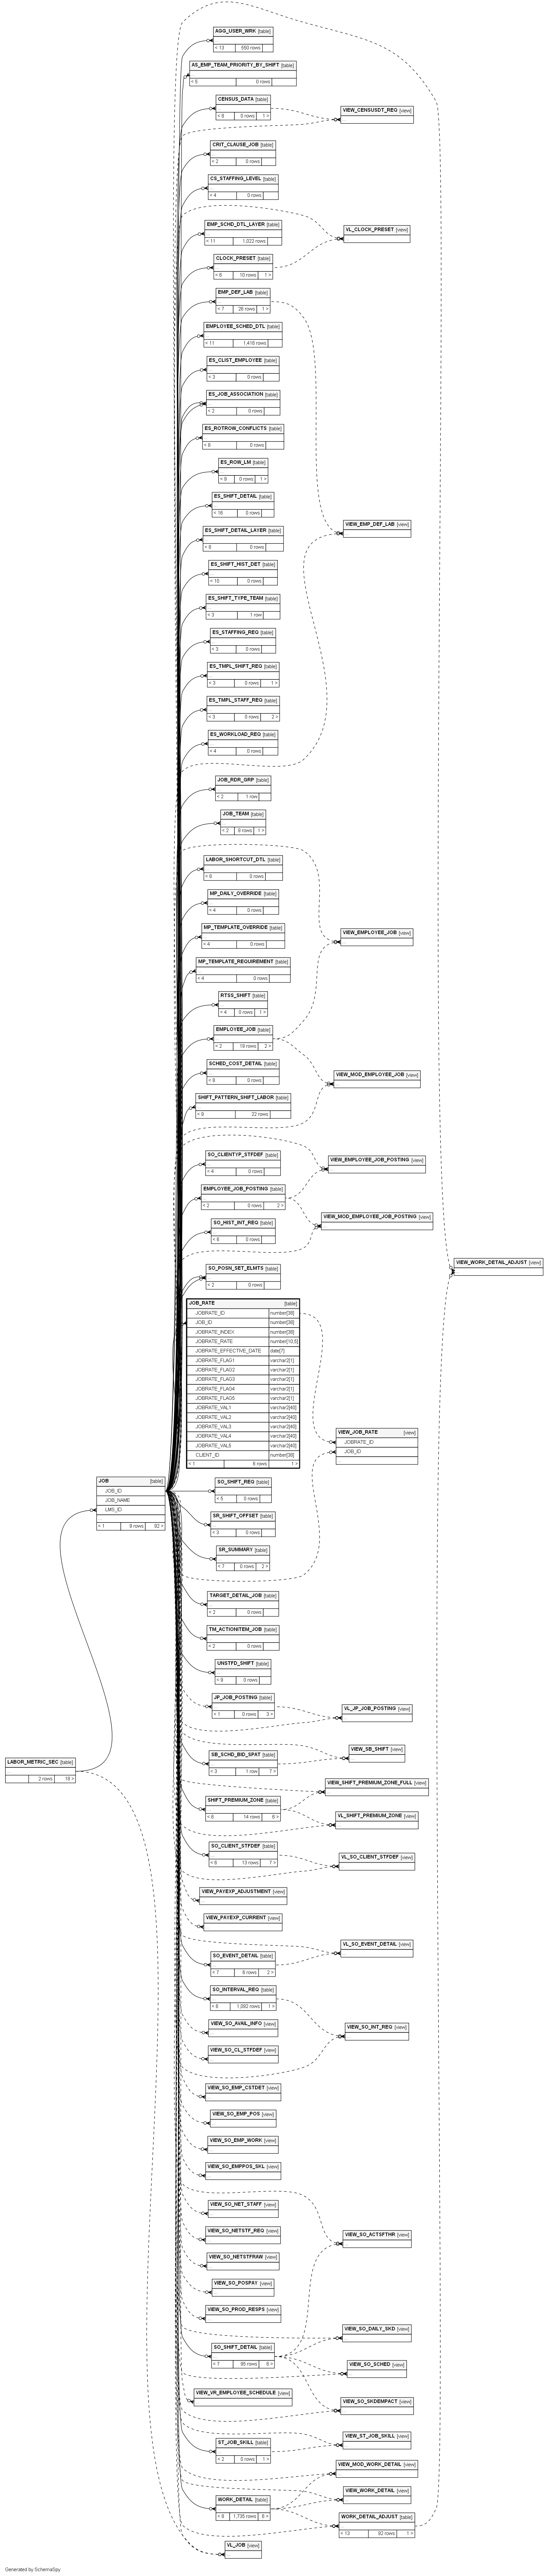 AGG_USER_WRK [table]
...
< 13 550 rows
AS_EMP_TEAM_PRIORITY_BY_SHIFT [table]
...
< 5 0 rows
CENSUS_DATA [table]
...
< 8 0 rows 1 >
VIEW_CENSUSDT_REQ [view]
...
CRIT_CLAUSE_JOB [table]
...
< 2 0 rows
CS_STAFFING_LEVEL [table]
...
< 4 0 rows
EMP_SCHD_DTL_LAYER [table]
...
< 11 1,022 rows
VL_CLOCK_PRESET [view]
...
CLOCK_PRESET [table]
...
< 8 10 rows 1 >
EMP_DEF_LAB [table]
...
< 7 26 rows 1 >
EMPLOYEE_SCHED_DTL [table]
...
< 11 1,416 rows
ES_CLIST_EMPLOYEE [table]
...
< 3 0 rows
ES_JOB_ASSOCIATION [table]
...
< 2 0 rows
ES_ROTROW_CONFLICTS [table]
...
< 8 0 rows
ES_ROW_LM [table]
...
< 8 0 rows 1 >
ES_SHIFT_DETAIL [table]
...
< 16 0 rows
VIEW_EMP_DEF_LAB [view]
...
ES_SHIFT_DETAIL_LAYER [table]
...
< 8 0 rows
ES_SHIFT_HIST_DET [table]
...
< 10 0 rows
ES_SHIFT_TYPE_TEAM [table]
...
< 3 1 row
ES_STAFFING_REQ [table]
...
< 3 0 rows
ES_TMPL_SHIFT_REQ [table]
...
< 3 0 rows 1 >
ES_TMPL_STAFF_REQ [table]
...
< 3 0 rows 2 >
ES_WORKLOAD_REQ [table]
...
< 4 0 rows
JOB_RDR_GRP [table]
...
< 2 1 row
JOB_TEAM [table]
...
< 2 8 rows 1 >
LABOR_SHORTCUT_DTL [table]
...
< 8 0 rows
MP_DAILY_OVERRIDE [table]
...
< 4 0 rows
MP_TEMPLATE_OVERRIDE [table]
...
< 4 0 rows
VIEW_EMPLOYEE_JOB [view]
...
MP_TEMPLATE_REQUIREMENT [table]
...
< 4 0 rows
RTSS_SHIFT [table]
...
< 4 0 rows 1 >
EMPLOYEE_JOB [table]
...
< 2 19 rows 2 >
SCHED_COST_DETAIL [table]
...
< 8 0 rows
VIEW_MOD_EMPLOYEE_JOB [view]
...
SHIFT_PATTERN_SHIFT_LABOR [table]
...
< 9 22 rows
SO_CLIENTYP_STFDEF [table]
...
< 4 0 rows
VIEW_EMPLOYEE_JOB_POSTING [view]
...
EMPLOYEE_JOB_POSTING [table]
...
< 2 0 rows 2 >
VIEW_MOD_EMPLOYEE_JOB_POSTING [view]
...
SO_HIST_INT_REQ [table]
...
< 6 0 rows
VIEW_WORK_DETAIL_ADJUST [view]
...
SO_POSN_SET_ELMTS [table]
...
< 2 0 rows
JOB_RATE [table]
JOBRATE_ID number[38]
JOB_ID number[38]
JOBRATE_INDEX number[38]
JOBRATE_RATE number[10,5]
JOBRATE_EFFECTIVE_DATE date[7]
JOBRATE_FLAG1 varchar2[1]
JOBRATE_FLAG2 varchar2[1]
JOBRATE_FLAG3 varchar2[1]
JOBRATE_FLAG4 varchar2[1]
JOBRATE_FLAG5 varchar2[1]
JOBRATE_VAL1 varchar2[40]
JOBRATE_VAL2 varchar2[40]
JOBRATE_VAL3 varchar2[40]
JOBRATE_VAL4 varchar2[40]
JOBRATE_VAL5 varchar2[40]
CLIENT_ID number[38]
< 1 8 rows 1 >
VIEW_JOB_RATE [view]
JOBRATE_ID
JOB_ID
...
JOB [table]
JOB_ID
JOB_NAME
LMS_ID
...
< 1 9 rows 92 >
SO_SHIFT_REQ [table]
...
< 5 0 rows
SR_SHIFT_OFFSET [table]
...
< 3 0 rows
SR_SUMMARY [table]
...
< 7 0 rows 2 >
TARGET_DETAIL_JOB [table]
...
< 2 0 rows
TM_ACTIONITEM_JOB [table]
...
< 2 0 rows
UNSTFD_SHIFT [table]
...
< 8 0 rows
JP_JOB_POSTING [table]
...
< 1 0 rows 3 >
VL_JP_JOB_POSTING [view]
...
VIEW_SB_SHIFT [view]
...
SB_SCHD_BID_SPAT [table]
...
< 3 1 row 7 >
LABOR_METRIC_SEC [table]
...
2 rows 18 >
VIEW_SHIFT_PREMIUM_ZONE_FULL [view]
...
SHIFT_PREMIUM_ZONE [table]
...
< 6 14 rows 6 >
VL_SHIFT_PREMIUM_ZONE [view]
...
SO_CLIENT_STFDEF [table]
...
< 6 13 rows 7 >
VL_SO_CLIENT_STFDEF [view]
...
VIEW_PAYEXP_ADJUSTMENT [view]
...
VIEW_PAYEXP_CURRENT [view]
...
VL_SO_EVENT_DETAIL [view]
...
SO_EVENT_DETAIL [table]
...
< 7 6 rows 2 >
SO_INTERVAL_REQ [table]
...
< 6 1,092 rows 1 >
VIEW_SO_AVAIL_INFO [view]
...
VIEW_SO_INT_REQ [view]
...
VIEW_SO_CL_STFDEF [view]
...
VIEW_SO_EMP_CSTDET [view]
...
VIEW_SO_EMP_POS [view]
...
VIEW_SO_EMP_WORK [view]
...
VIEW_SO_EMPPOS_SKL [view]
...
VIEW_SO_NET_STAFF [view]
...
VIEW_SO_NETSTF_REQ [view]
...
VIEW_SO_ACTSFTHR [view]
...
VIEW_SO_NETSTFRAW [view]
...
VIEW_SO_POSPAY [view]
...
VIEW_SO_PROD_RESPS [view]
...
VIEW_SO_DAILY_SKD [view]
...
SO_SHIFT_DETAIL [table]
...
< 7 95 rows 6 >
VIEW_SO_SCHED [view]
...
VIEW_VR_EMPLOYEE_SCHEDULE [view]
...
VIEW_SO_SKDEMPACT [view]
...
VIEW_ST_JOB_SKILL [view]
...
ST_JOB_SKILL [table]
...
< 2 0 rows 1 >
VIEW_MOD_WORK_DETAIL [view]
...
VIEW_WORK_DETAIL [view]
...
WORK_DETAIL [table]
...
< 9 1,735 rows 6 >
WORK_DETAIL_ADJUST [table]
...
< 13 82 rows 1 >
VL_JOB [view]
...
Generated by SchemaSpy